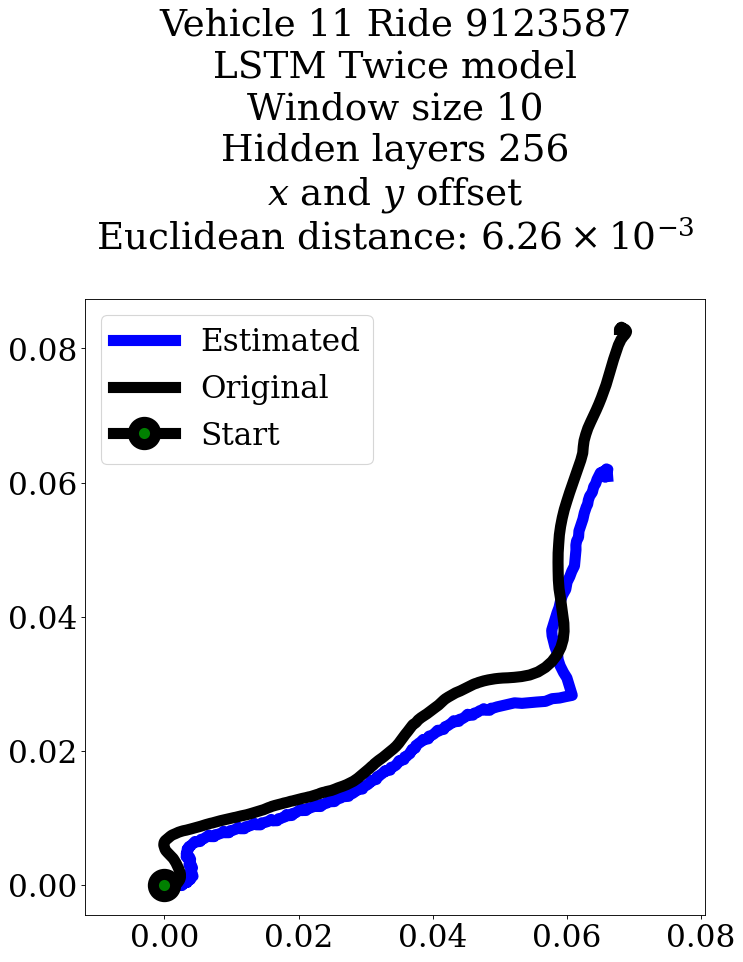 Vehicle 11 Ride 9123587
LSTM Twice model
Window size 10
Hidden layers 256
x and y offset
Euclidean distance: 6.26 × 10⁻³
Estimated
Original
Start
0.08
0.06
0.04
0.02
0.00
0.00 0.02 0.04 0.06 0.08